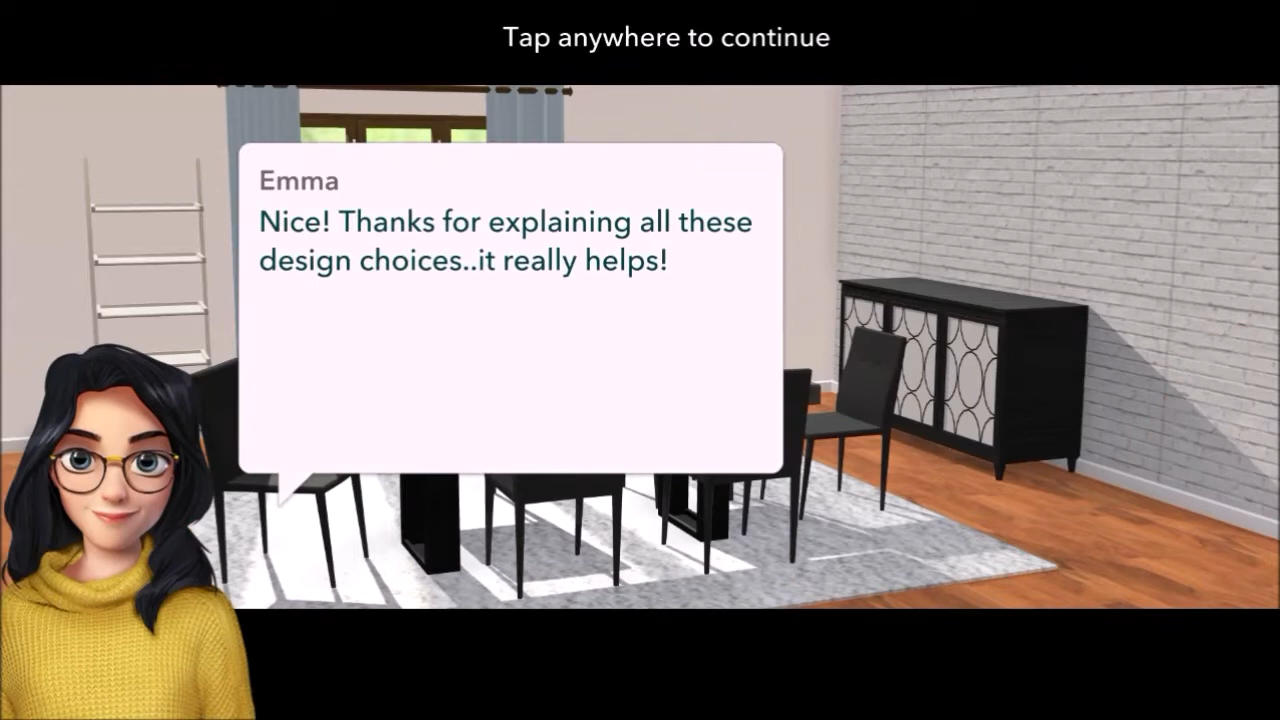 Tap anywhere to continue
Emma
Nice! Thanks for explaining all these
design choices..it really helps!